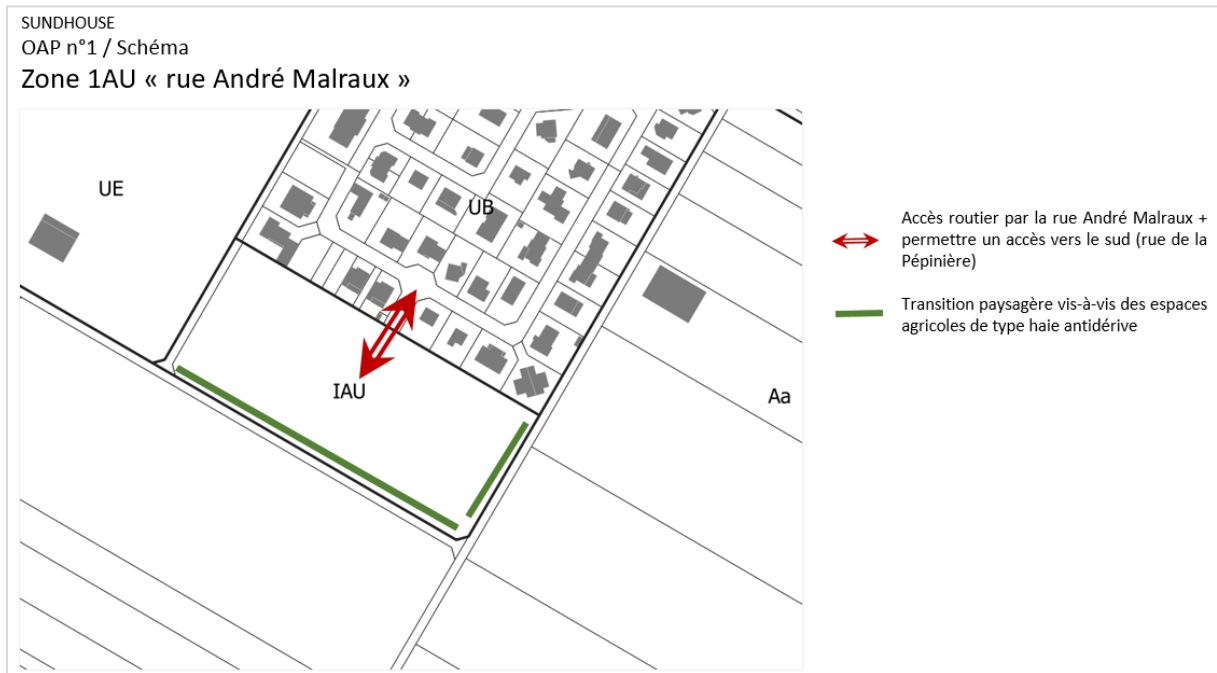 SUNDHOUSE
OAP n°1 / Schéma
Zone 1AU « rue André Malraux »
UE
UB
IAU
Aa
Accès routier par la rue André Malraux +
permettre un accès vers le sud (rue de la
Pépinière)
Transition paysagère vis-à-vis des espaces
agricoles de type haie antidérive